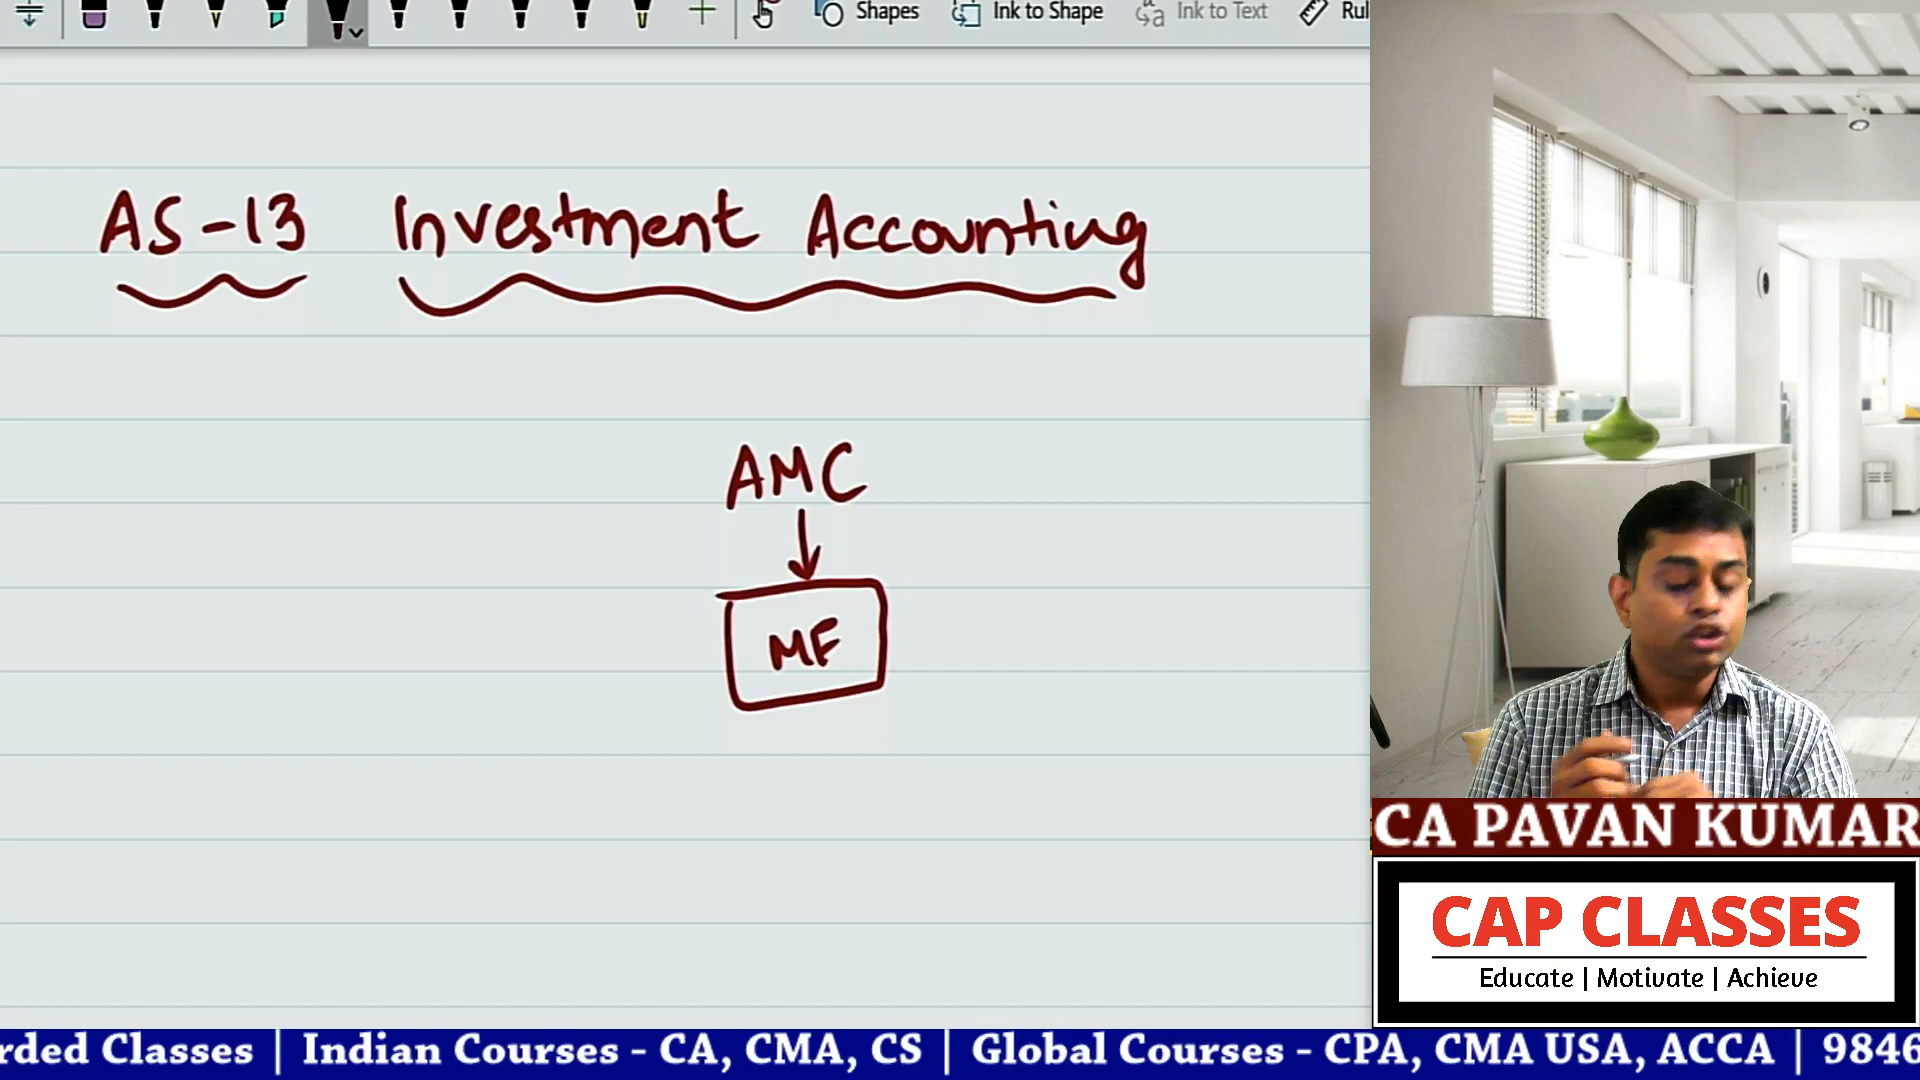 Shapes Ink to Shape Ink to Text Rul
AS-13 Investment Accounting
AMC
MF
CA PAVAN KUMAR
CAP CLASSES
Educate | Motivate | Achieve
rded Classes | Indian Courses - CA, CMA, CS | Global Courses - CPA, CMA USA, ACCA | 9846